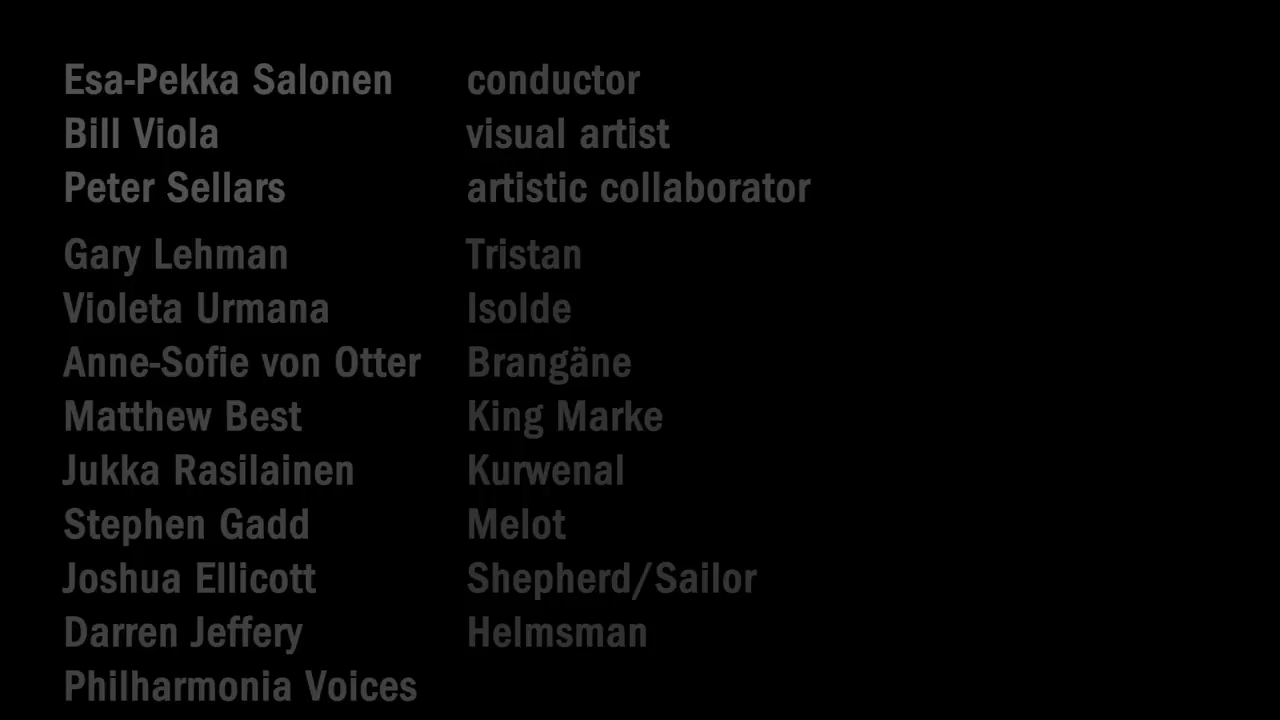 Esa-Pekka Salonen conductor
Bill Viola visual artist
Peter Sellars artistic collaborator
Gary Lehman Tristan
Violeta Urmana Isolde
Anne-Sofie von Otter Brangäne
Matthew Best King Marke
Jukka Rasilainen Kurwenal
Stephen Gadd Melot
Joshua Ellicott Shepherd/Sailor
Darren Jeffery Helmsman
Philharmonia Voices